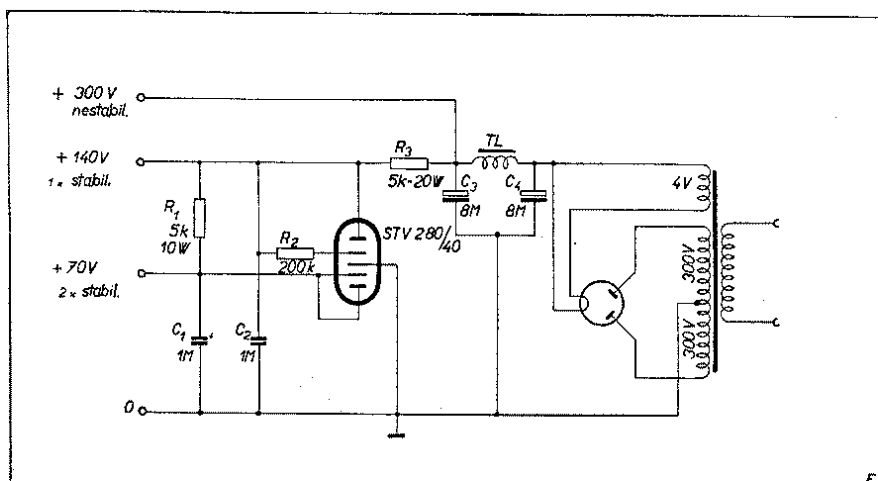 + 300V
nestabil.
+ 140V
1× stabil.
R1
5k
10W
+ 70V
2× stabil.
C1
1M
C2
1M
0
R2
200k
STV 280/40
R3
5k-20W
TL
C3
8M
C4
8M
4V
300V
300V